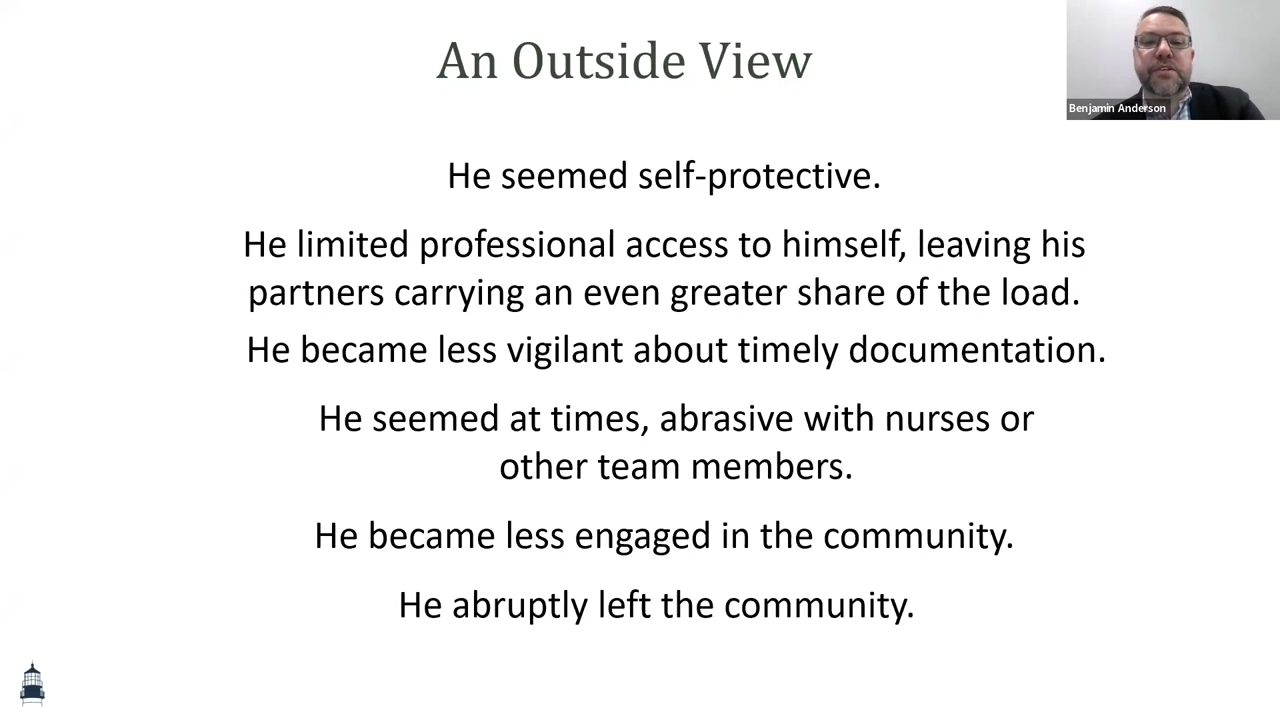 An Outside View
Benjamin Anderson
He seemed self-protective.
He limited professional access to himself, leaving his
partners carrying an even greater share of the load.
He became less vigilant about timely documentation.
He seemed at times, abrasive with nurses or
other team members.
He became less engaged in the community.
He abruptly left the community.